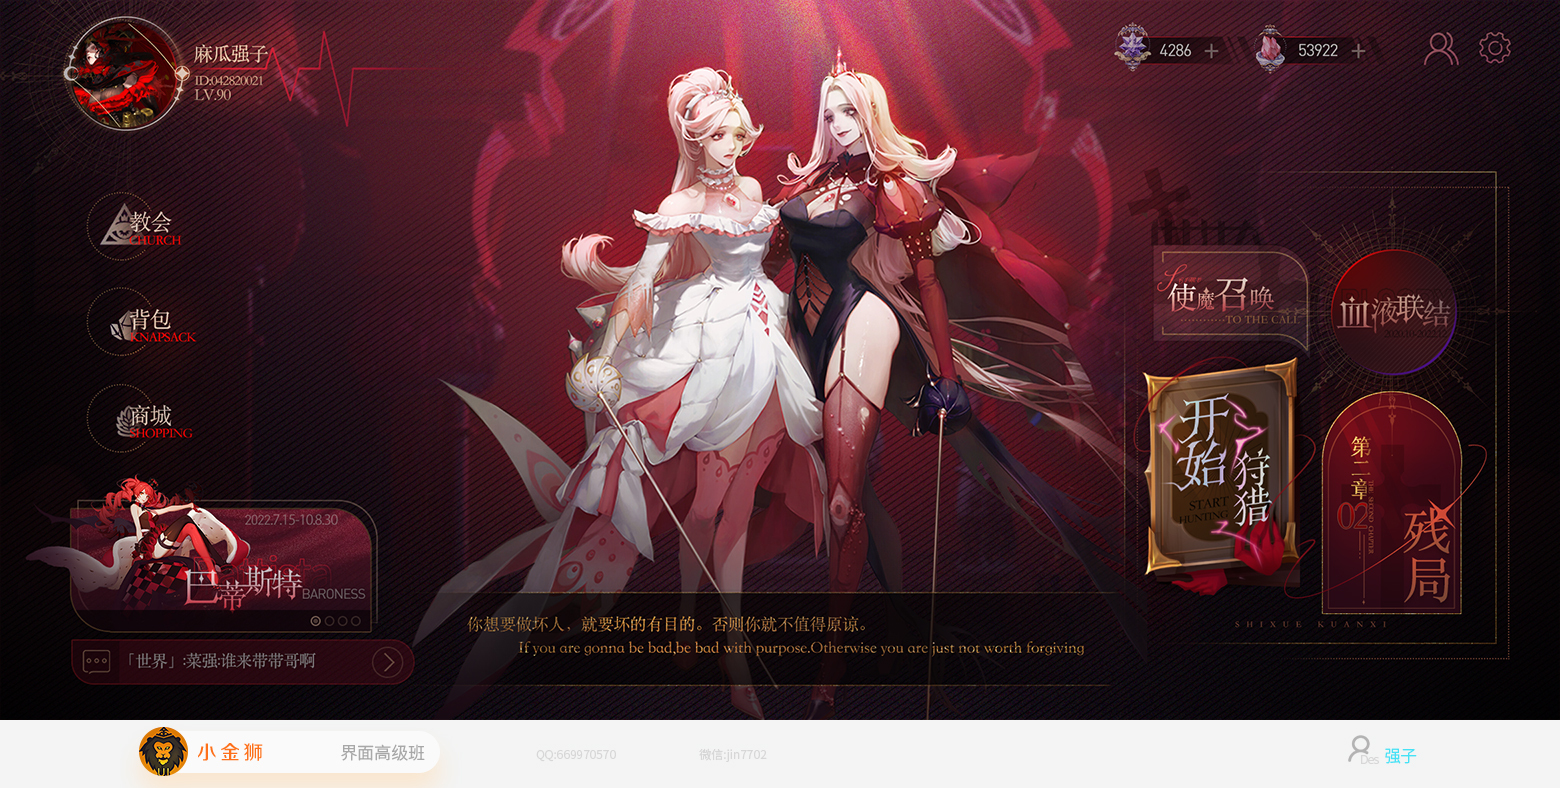 麻瓜强子
ID:042820021
LV.90
4286
53922
教会
CHURCH
背包
KNAPSACK
商城
SHOPPING
2022.7.15-10.8.30
巴蒂斯特
BARONESS
「世界」:菜强:谁来带带哥啊
你想要做坏人，就要坏的有目的。否则你就不值得原谅。
If you are gonna be bad,be bad with purpose.Otherwise you are just not worth forgiving
使魔召唤
TO THE CALL
血液联结
开始
狩猎
START
HUNTING
第二章
02
残局
SHIXUE KUANXI
小金狮
界面高级班
QQ:669970570
微信:jin7702
Des
强子